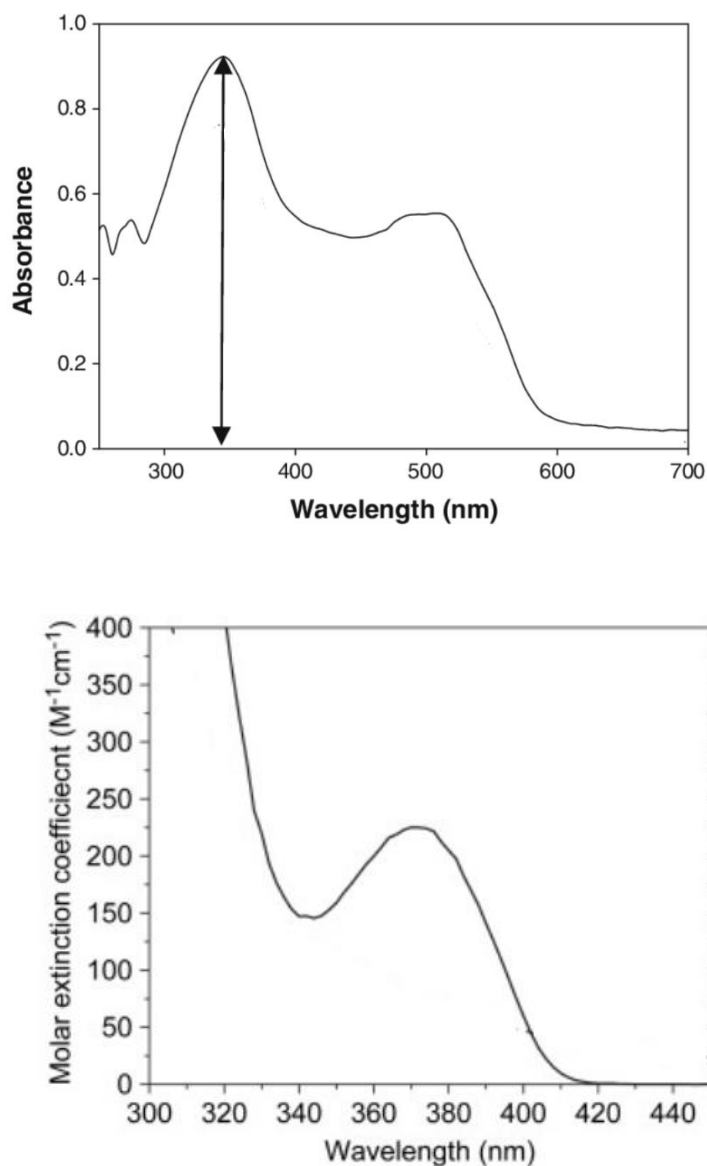 1.0
0.8
0.6
0.4
0.2
0.0
Absorbance
300 400 500 600 700
Wavelength (nm)
400
350
300
250
200
150
100
50
0
Molar extinction coeffieciecnt (M⁻¹cm⁻¹)
300 320 340 360 380 400 420 440
Wavelength (nm)